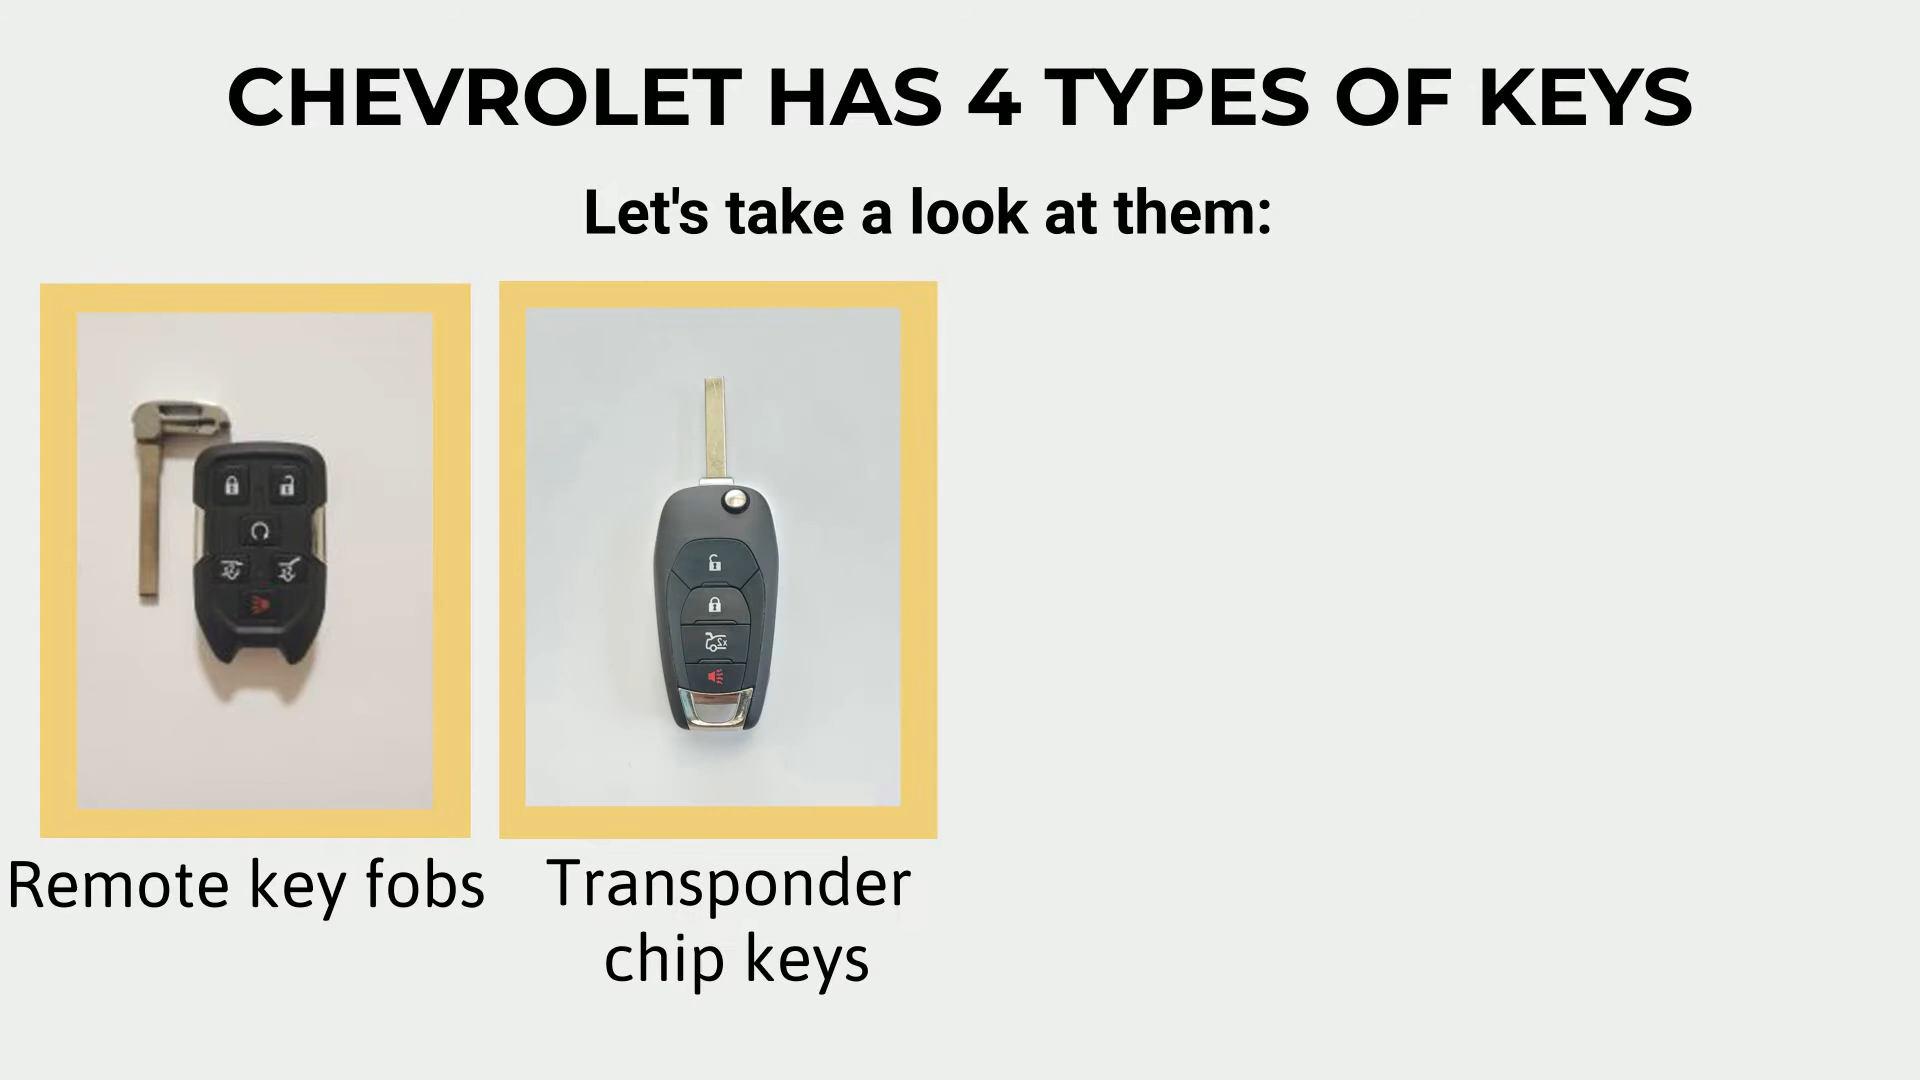 CHEVROLET HAS 4 TYPES OF KEYS
Let's take a look at them:
Remote key fobs
Transponder
chip keys